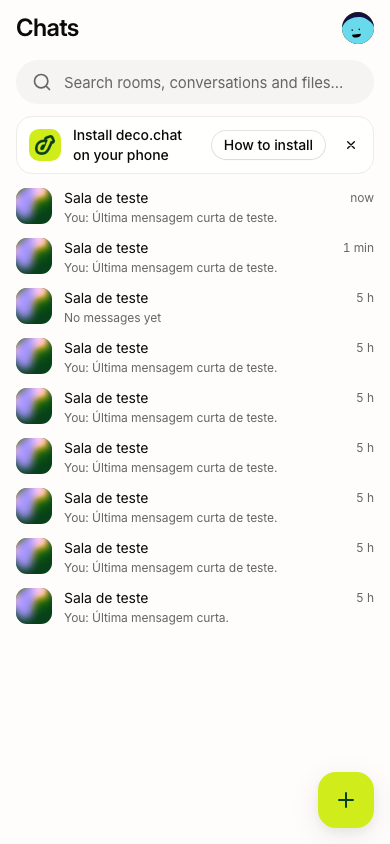 Chats
Search rooms, conversations and files...
Install deco.chat
on your phone
How to install
Sala de teste
now
You: Última mensagem curta de teste.
Sala de teste
1 min
You: Última mensagem curta de teste.
Sala de teste
5 h
No messages yet
Sala de teste
5 h
You: Última mensagem curta de teste.
Sala de teste
5 h
You: Última mensagem curta de teste.
Sala de teste
5 h
You: Última mensagem curta de teste.
Sala de teste
5 h
You: Última mensagem curta de teste.
Sala de teste
5 h
You: Última mensagem curta de teste.
Sala de teste
5 h
You: Última mensagem curta.